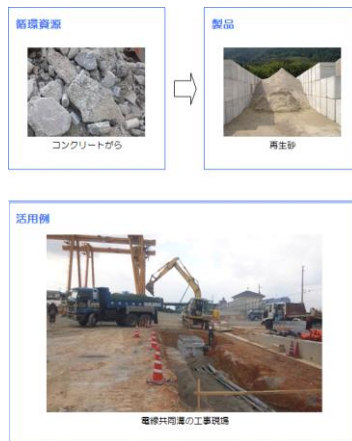 循環資源
製品
コンクリートがら
再生砂
活用例
電線共同溝の工事現場